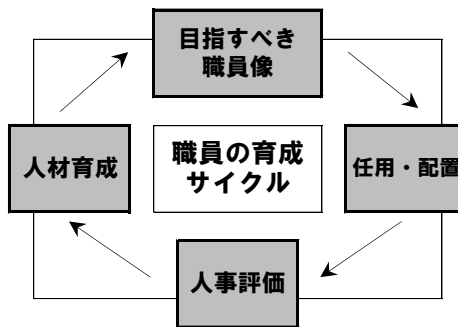 目指すべき
職員像
人材育成
職員の育成
サイクル
任用・配置
人事評価